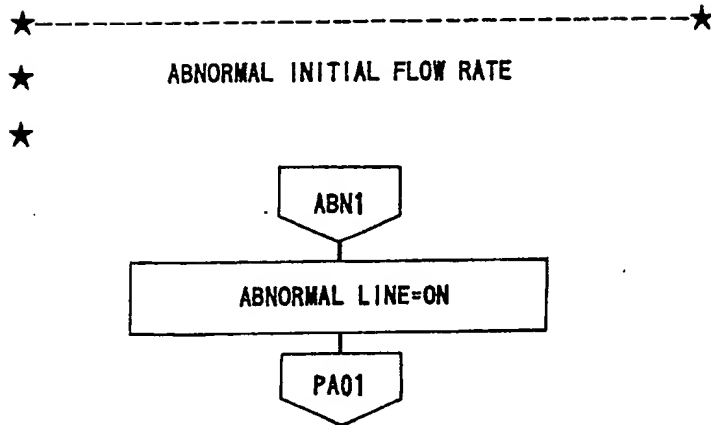 ABNORMAL INITIAL FLOW RATE
ABN1
ABNORMAL LINE=ON
PA01